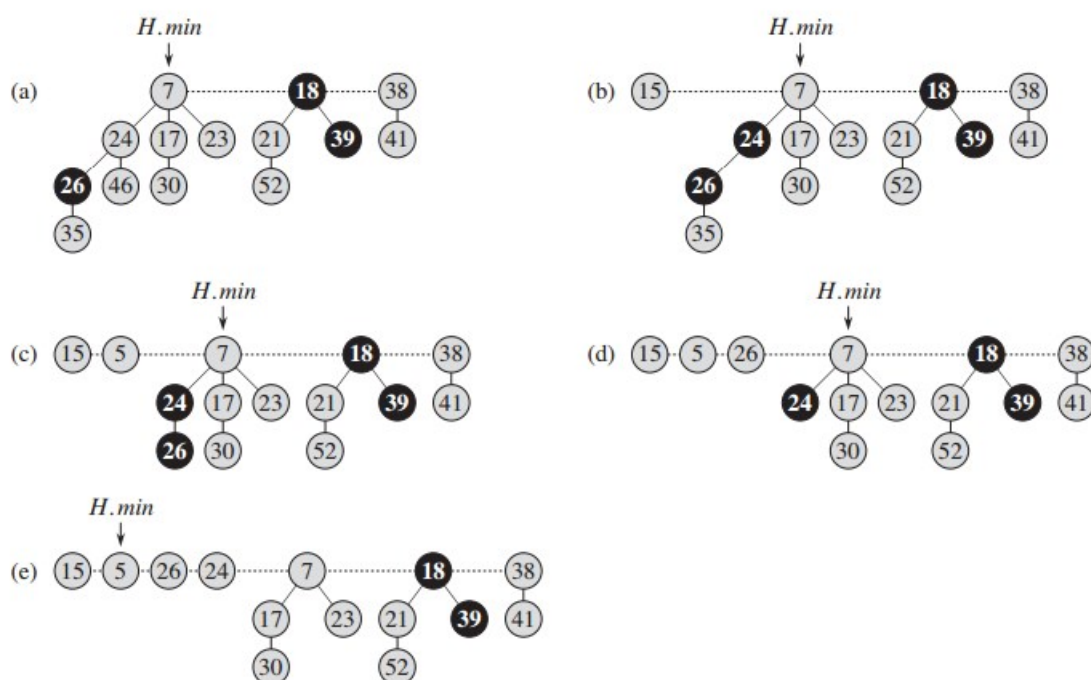 H.min
(a) 7 18 38
24 17 23 21 39 41
26 46 30 52
35
H.min
(b) 15 7 18 38
24 17 23 21 39 41
26 30 52
35
H.min
(c) 15 5 7 18 38
24 17 23 21 39 41
26 30 52
H.min
(d) 15 5 26 7 18 38
24 17 23 21 39 41
30 52
H.min
(e) 15 5 26 24 7 18 38
17 23 21 39 41
30 52